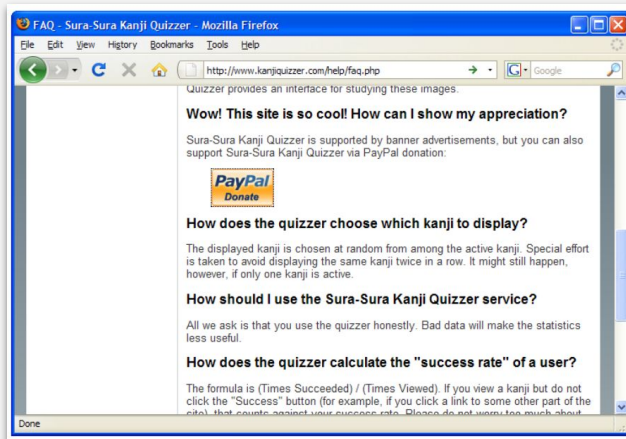 FAQ - Sura-Sura Kanji Quizzer - Mozilla Firefox
File Edit View History Bookmarks Tools Help
http://www.kanjiquizzer.com/help/faq.php
G Google
Quizzer provides an interface for studying these images.
Wow! This site is so cool! How can I show my appreciation?
Sura-Sura Kanji Quizzer is supported by banner advertisements, but you can also
support Sura-Sura Kanji Quizzer via PayPal donation:
PayPal
Donate
How does the quizzer choose which kanji to display?
The displayed kanji is chosen at random from among the active kanji. Special effort
is taken to avoid displaying the same kanji twice in a row. It might still happen,
however, if only one kanji is active.
How should I use the Sura-Sura Kanji Quizzer service?
All we ask is that you use the quizzer honestly. Bad data will make the statistics
less useful.
How does the quizzer calculate the "success rate" of a user?
The formula is (Times Succeeded) / (Times Viewed). If you view a kanji but do not
click the "Success" button (for example, if you click a link to some other part of the
site), that counts against your success rate. Please do not worry too much about
Done